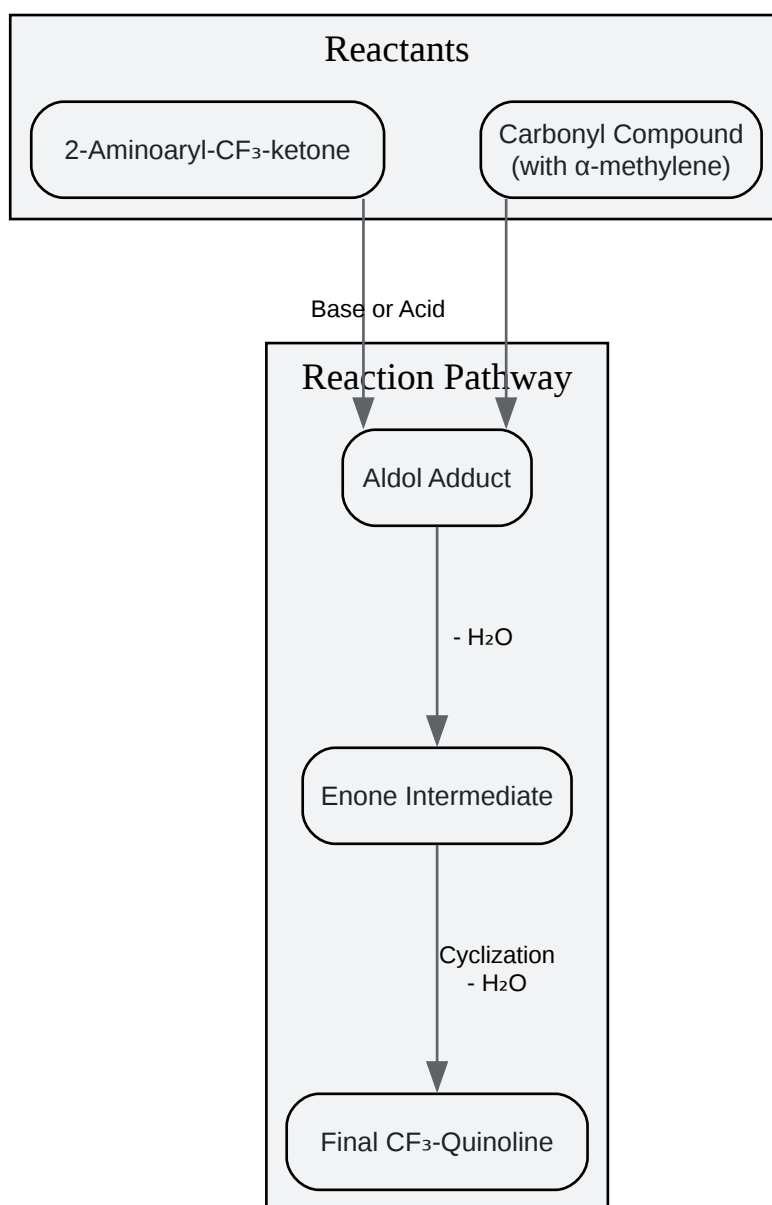 Reactants
2-Aminoaryl-CF₃-ketone
Carbonyl Compound
(with α-methylene)
Base or Acid
Reaction Pathway
Aldol Adduct
- H₂O
Enone Intermediate
Cyclization
- H₂O
Final CF₃-Quinoline